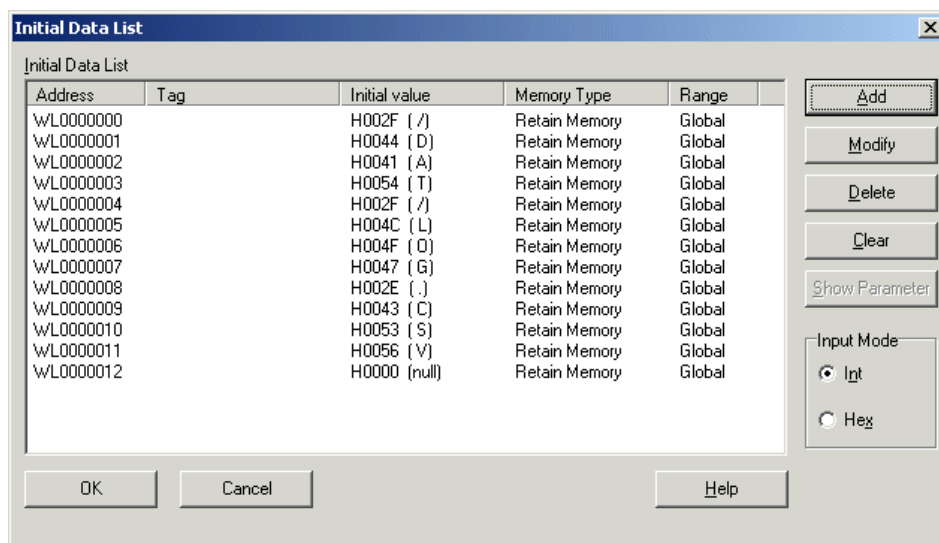 Initial Data List
Initial Data List
Address Tag Initial value Memory Type Range
WL0000000 H002F ( /) Retain Memory Global
WL0000001 H0044 ( D) Retain Memory Global
WL0000002 H0041 ( A) Retain Memory Global
WL0000003 H0054 ( T) Retain Memory Global
WL0000004 H002F ( /) Retain Memory Global
WL0000005 H004C ( L) Retain Memory Global
WL0000006 H004F ( O) Retain Memory Global
WL0000007 H0047 ( G) Retain Memory Global
WL0000008 H002E ( .) Retain Memory Global
WL0000009 H0043 ( C) Retain Memory Global
WL0000010 H0053 ( S) Retain Memory Global
WL0000011 H0056 ( V) Retain Memory Global
WL0000012 H0000 (null) Retain Memory Global
Add
Modify
Delete
Clear
Show Parameter
Input Mode
Int
Hex
OK Cancel Help